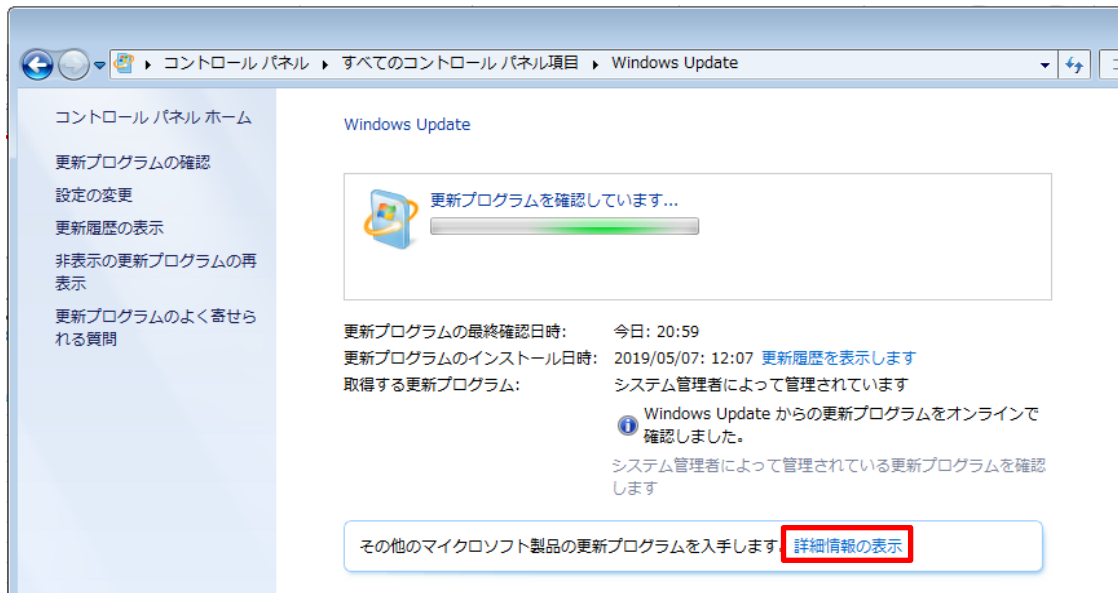 コントロール パネル ▸ すべてのコントロール パネル項目 ▸ Windows Update
コントロール パネル ホーム
更新プログラムの確認
設定の変更
更新履歴の表示
非表示の更新プログラムの再
表示
更新プログラムのよく寄せら
れる質問
Windows Update
更新プログラムを確認しています...
更新プログラムの最終確認日時: 今日: 20:59
更新プログラムのインストール日時: 2019/05/07: 12:07 更新履歴を表示します
取得する更新プログラム: システム管理者によって管理されています
Windows Update からの更新プログラムをオンラインで
確認しました。
システム管理者によって管理されている更新プログラムを確認
します
その他のマイクロソフト製品の更新プログラムを入手します。 詳細情報の表示